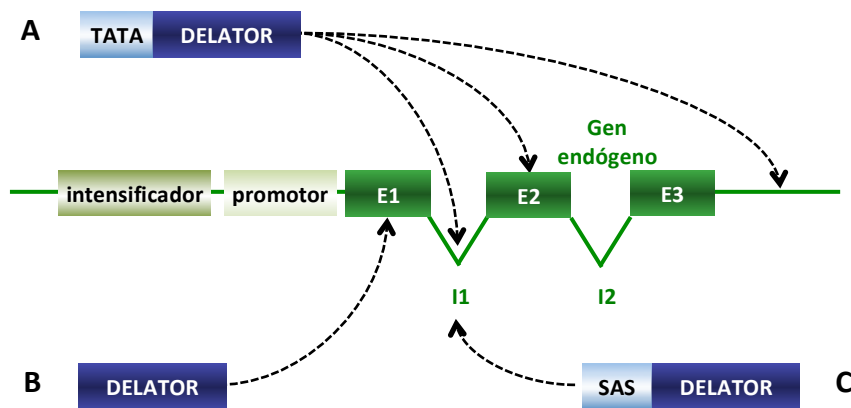 A
TATA DELATOR
Gen
endógeno
intensificador promotor E1 E2 E3
I1 I2
B DELATOR SAS DELATOR C